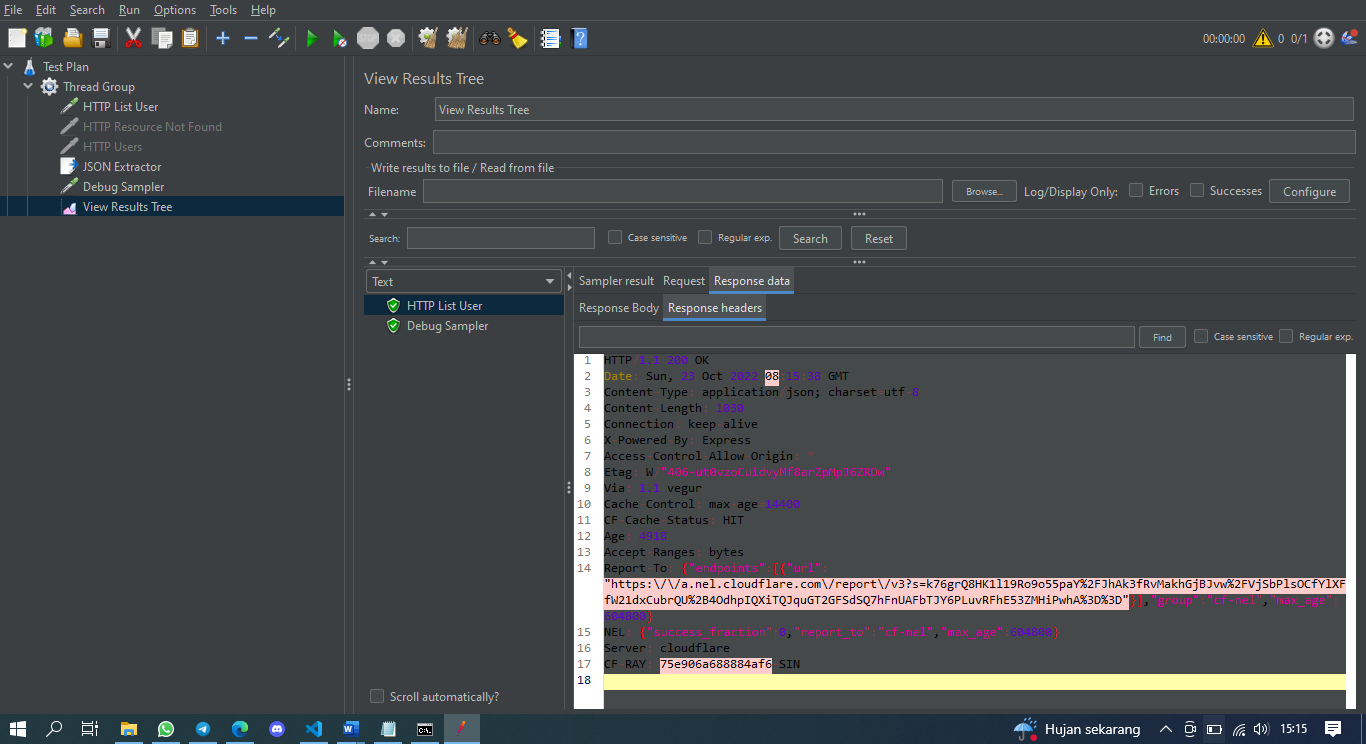 File Edit Search Run Options Tools Help
00:00:00 0 0/1
Test Plan
Thread Group
HTTP List User
HTTP Resource Not Found
HTTP Users
JSON Extractor
Debug Sampler
View Results Tree
View Results Tree
Name: View Results Tree
Comments:
Write results to file / Read from file
Filename Browse... Log/Display Only: Errors Successes Configure
Search: Case sensitive Regular exp. Search Reset
Text
HTTP List User
Debug Sampler
Scroll automatically?
Sampler result Request Response data
Response Body Response headers
Find Case sensitive Regular exp.
1 HTTP 1.1 200 OK
2 Date: Sun, 23 Oct 2022 08 15 38 GMT
3 Content Type: application json; charset utf 8
4 Content Length: 1030
5 Connection: keep alive
6 X Powered By: Express
7 Access Control Allow Origin: *
8 Etag: W
9 Via: 1.1 vegur
10 Cache Control: max age 14400
11 CF Cache Status: HIT
12 Age: 4918
13 Accept Ranges: bytes
14 Report To: {"endpoints":[{"url":
"https:\/\/a.nel.cloudflare.com\/report\/v3?s=k76grQ8HK1l19Ro9o55paY%2FJhAk3fRvMakhGjBJvw%2FVjSbPlsOCfYlXF
fW21dxCubrQU%2B4OdhpIQXiTQJquGT2GFSdSQ7hFnUAFbTJY6PLuvRFhE53ZMHiPwhA%3D%3D"}],"group":"cf-nel","max_age":
604800}
15 NEL: {"success_fraction":0,"report_to":"cf-nel","max_age":604800}
16 Server: cloudflare
17 CF RAY: 75e906a688884af6 SIN
18
Hujan sekarang 15:15